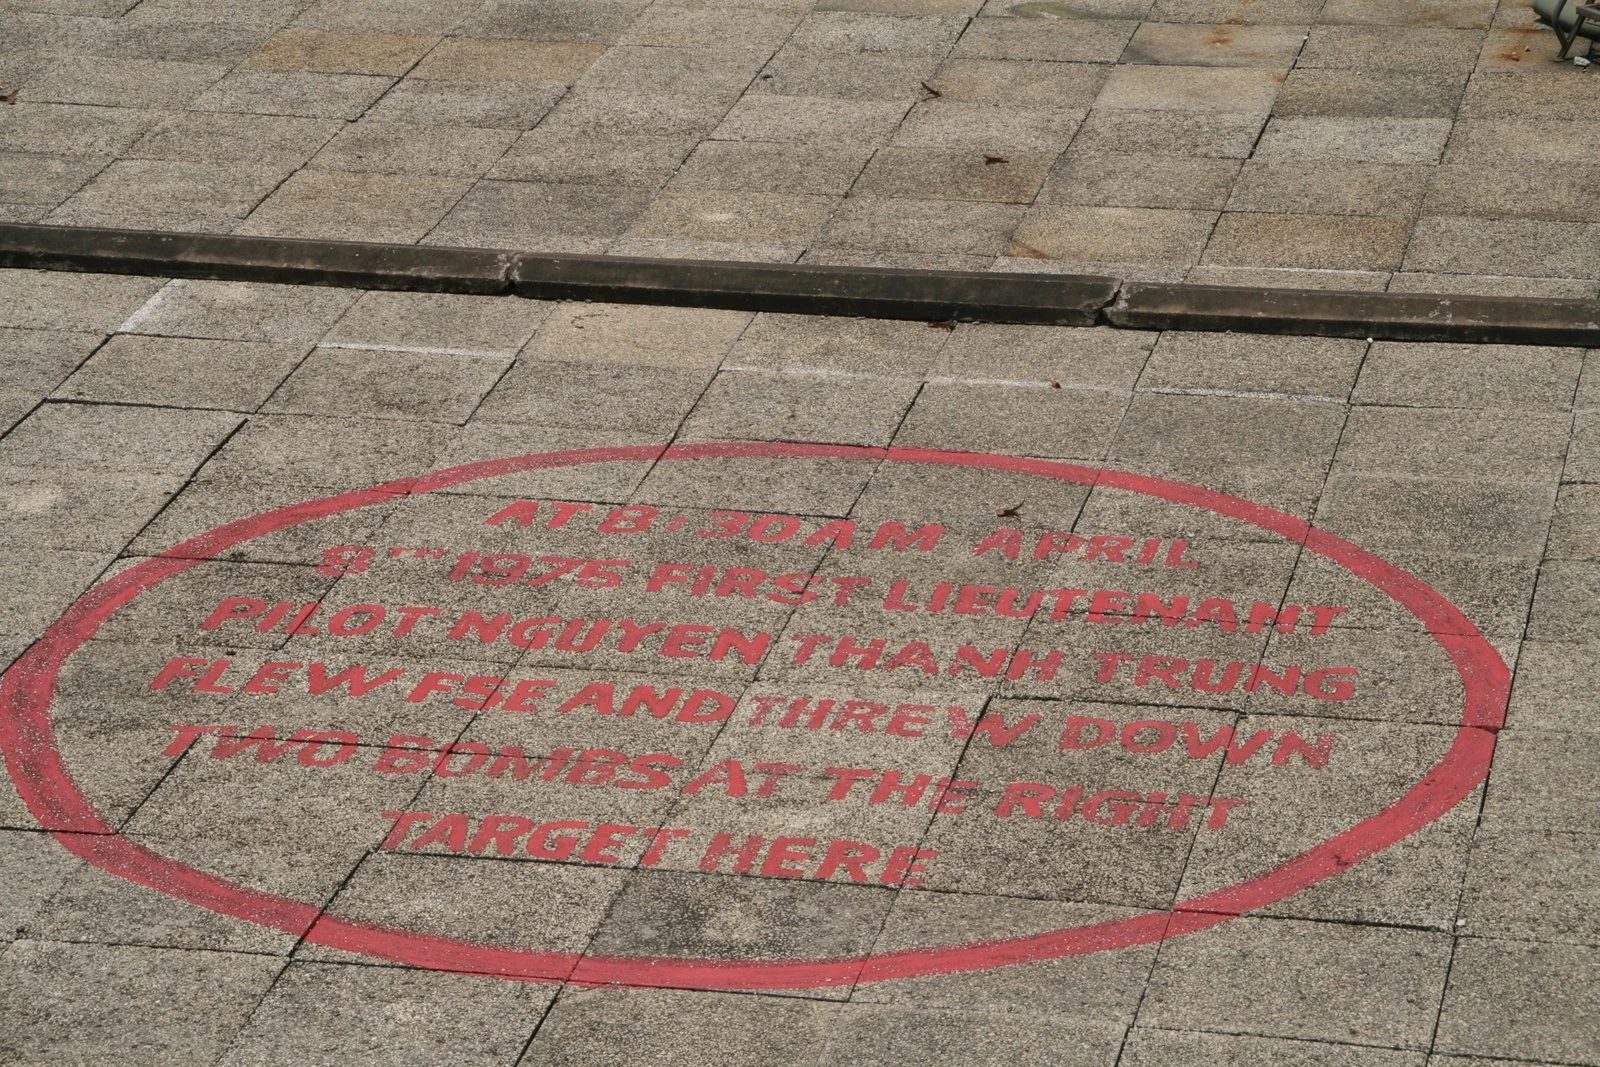 AT 8:30AM APRIL
8TH 1975 FIRST LIEUTENANT
PILOT NGUYEN THANH TRUNG
FLEW F5E AND THREW DOWN
TWO BOMBS AT THE RIGHT
TARGET HERE